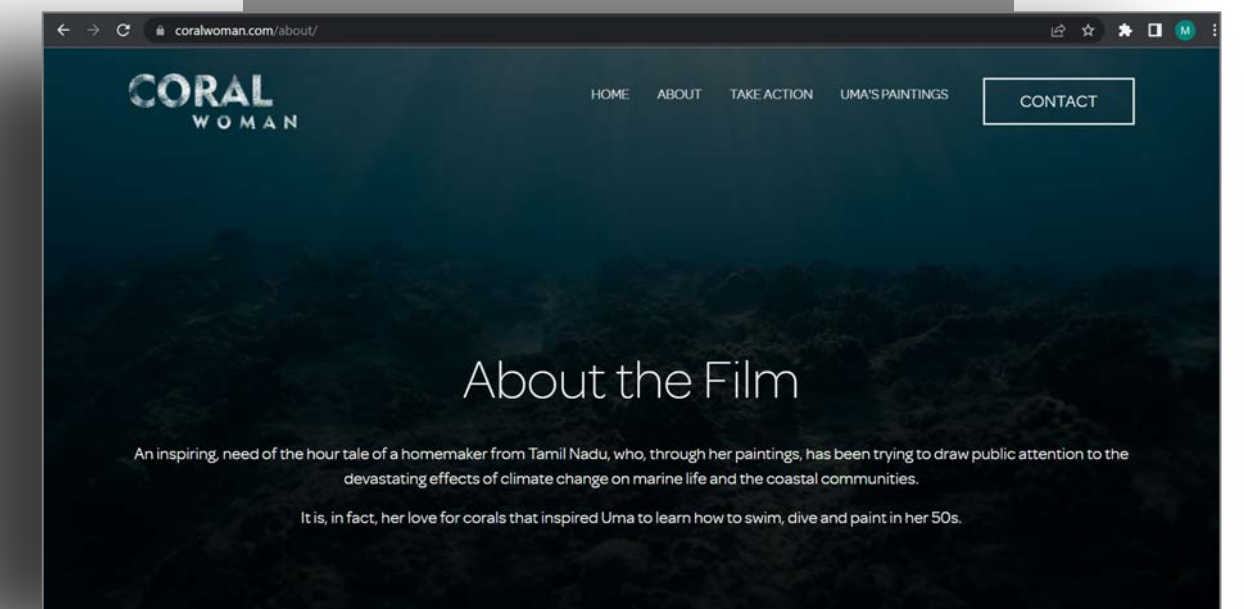 coralwoman.com/about/
M
CORAL
WOMAN
HOME ABOUT TAKE ACTION UMA'S PAINTINGS CONTACT
About the Film
An inspiring, need of the hour tale of a homemaker from Tamil Nadu, who, through her paintings, has been trying to draw public attention to the
devastating effects of climate change on marine life and the coastal communities.
It is, in fact, her love for corals that inspired Uma to learn how to swim, dive and paint in her 50s.